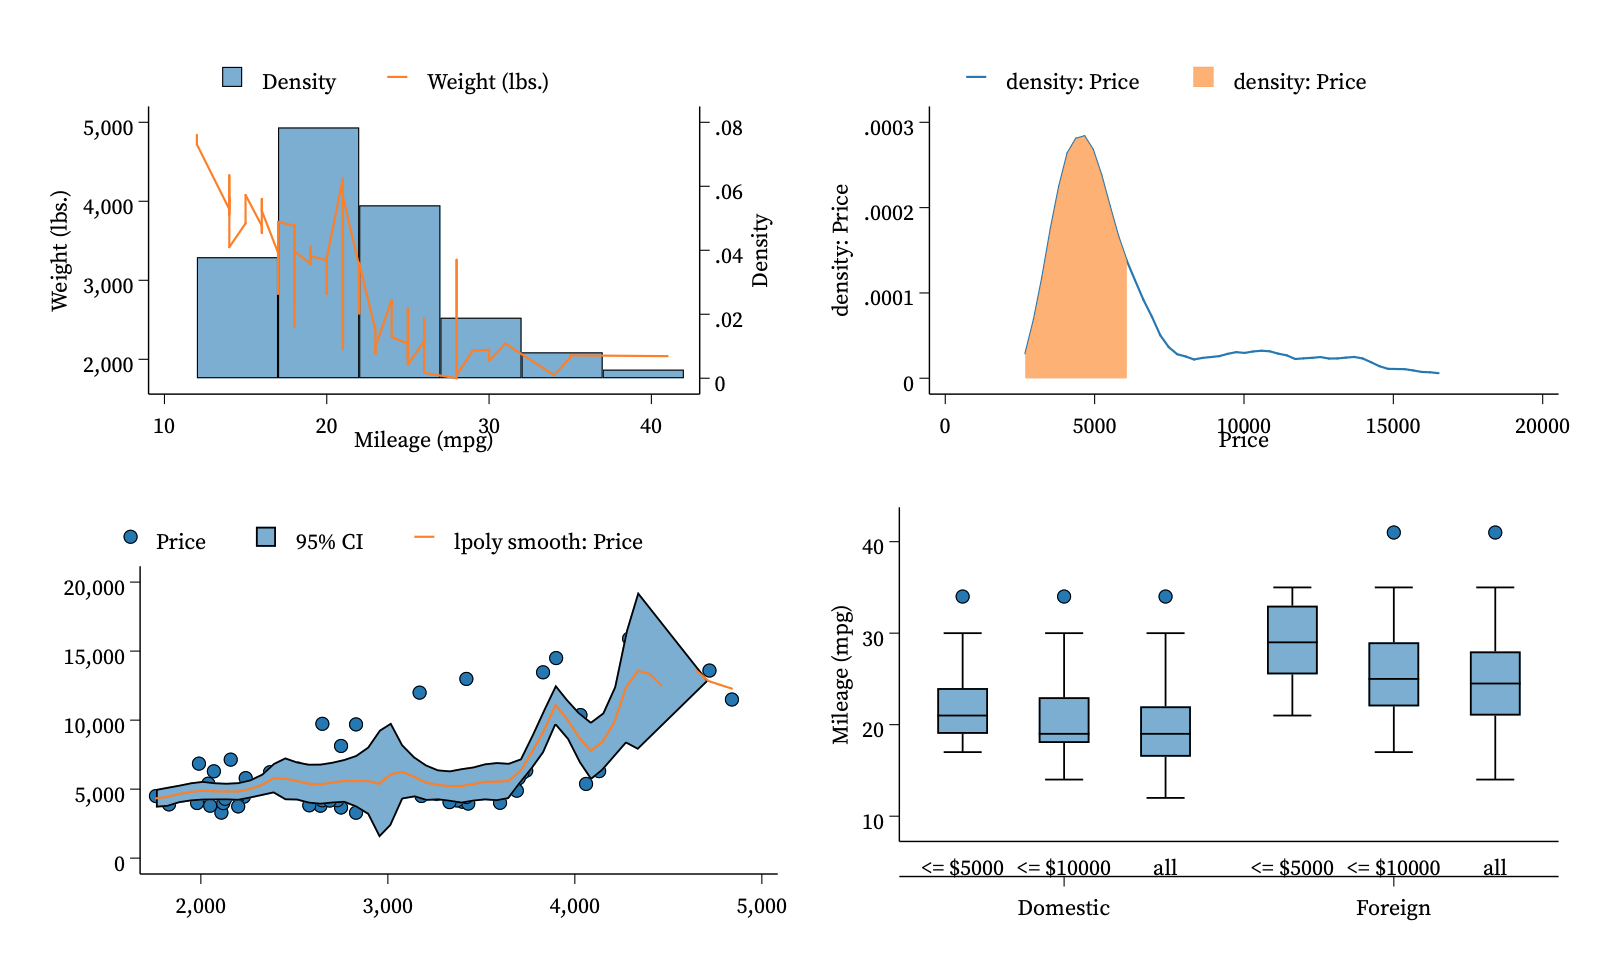 Density
Weight (lbs.)
5,000
4,000
3,000
2,000
Weight (lbs.)
.08
.06
.04
.02
0
Density
10
20
30
40
Mileage (mpg)
density: Price
density: Price
.0003
.0002
.0001
0
density: Price
0
5000
10000
15000
20000
Price
Price
95% CI
lpoly smooth: Price
20,000
15,000
10,000
5,000
0
2,000
3,000
4,000
5,000
40
30
20
10
Mileage (mpg)
<= $5000
<= $10000
all
<= $5000
<= $10000
all
Domestic
Foreign